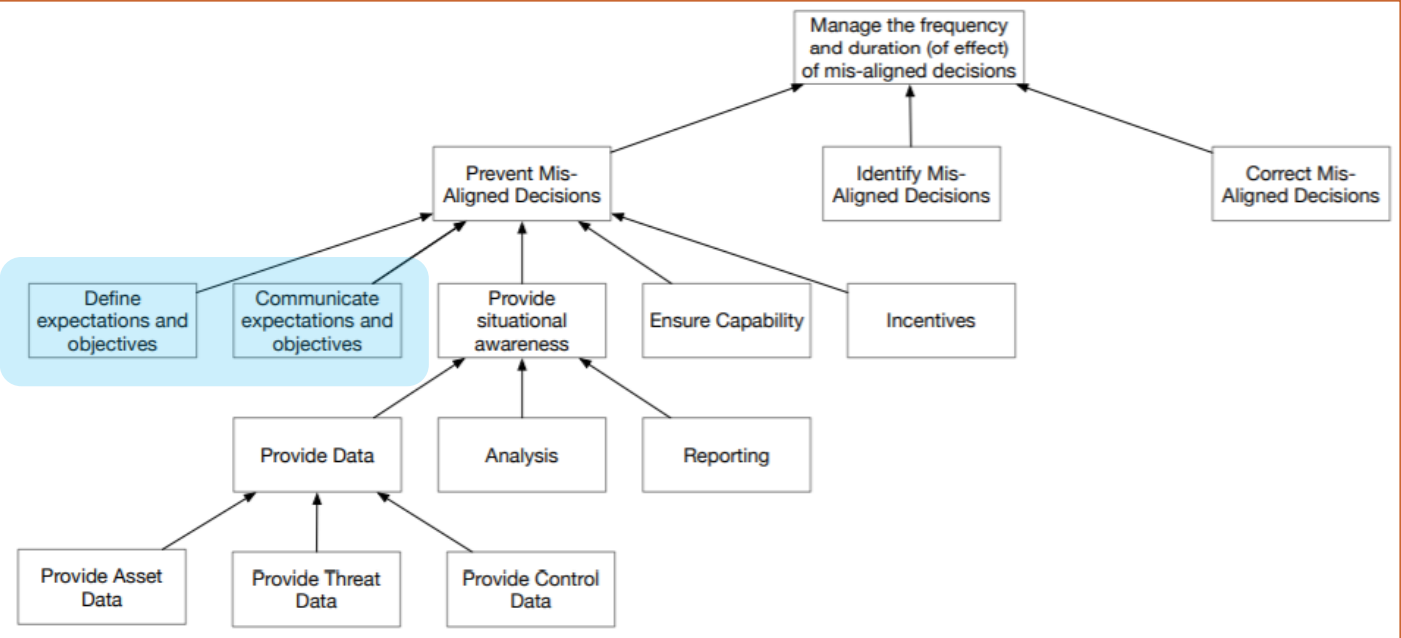 Manage the frequency
and duration (of effect)
of mis-aligned decisions
Prevent Mis-
Aligned Decisions
Identify Mis-
Aligned Decisions
Correct Mis-
Aligned Decisions
Define
expectations and
objectives
Communicate
expectations and
objectives
Provide
situational
awareness
Ensure Capability
Incentives
Provide Data
Analysis
Reporting
Provide Asset
Data
Provide Threat
Data
Provide Control
Data